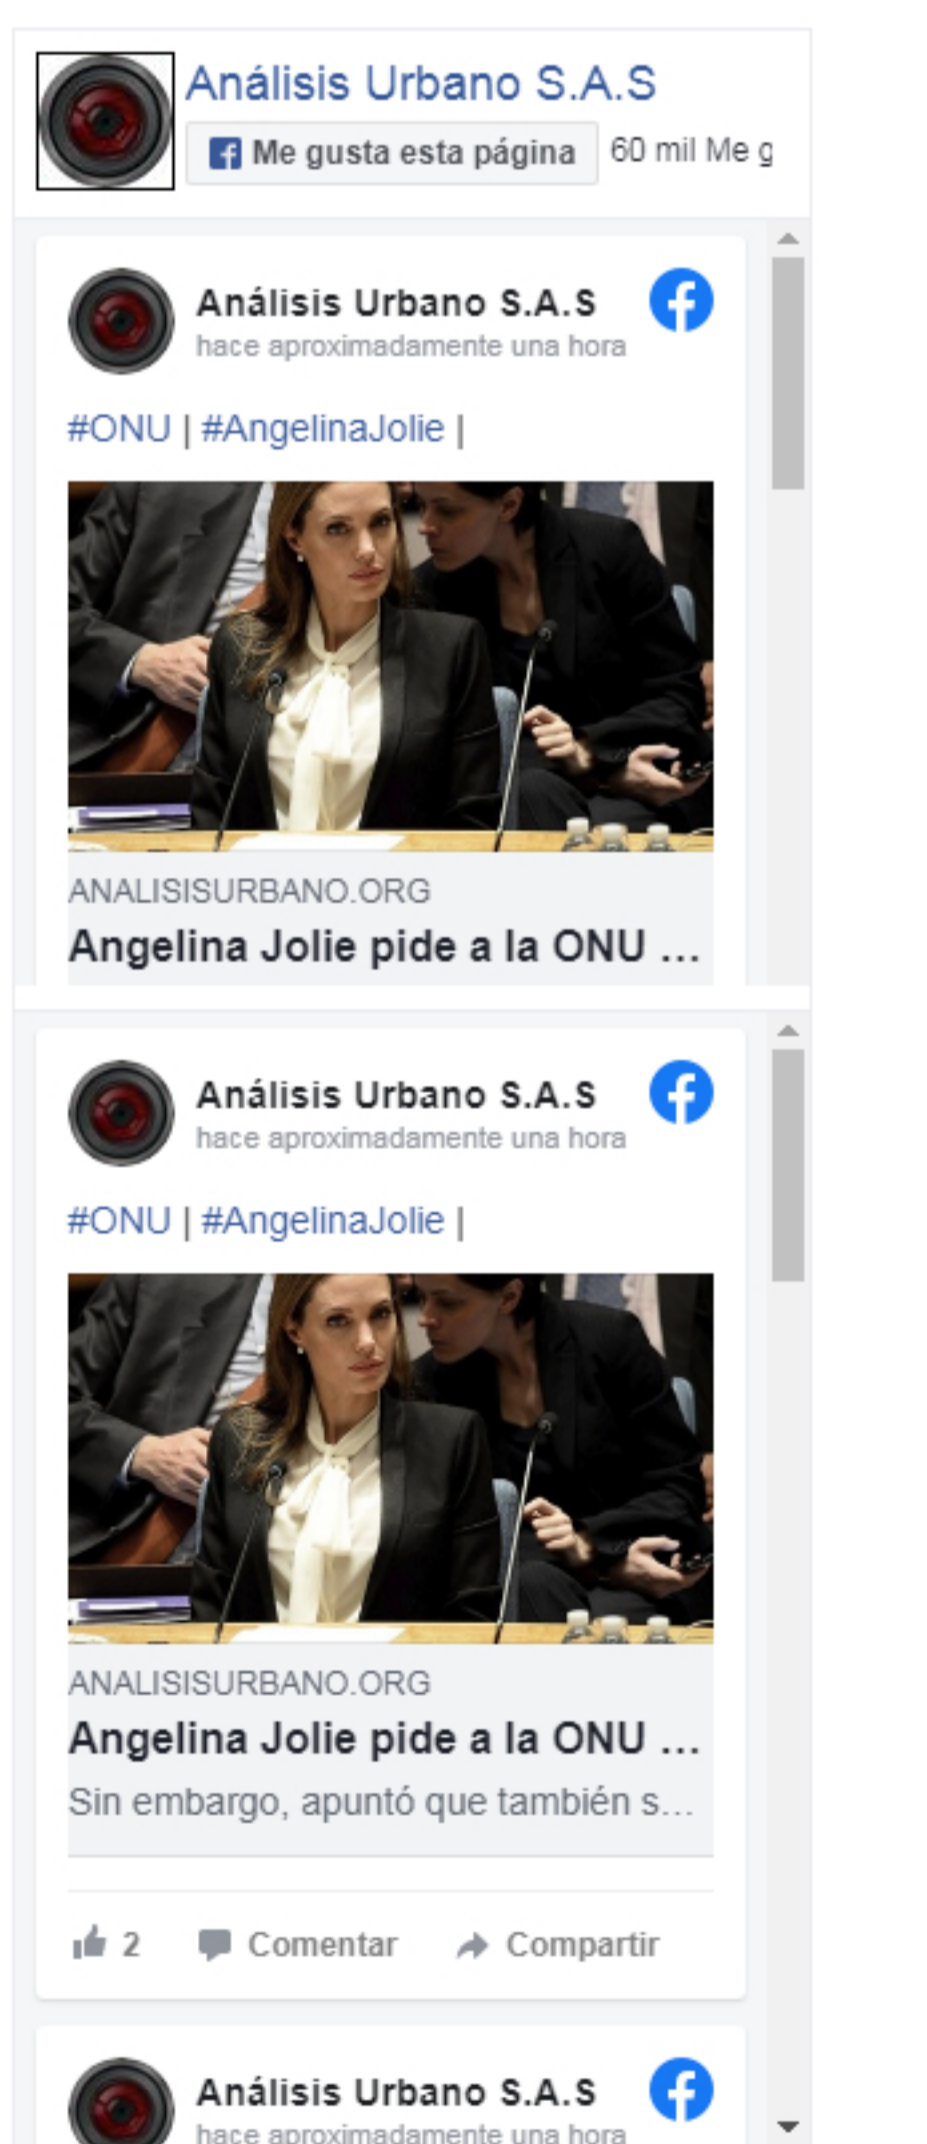 Análisis Urbano S.A.S
Me gusta esta página 60 mil Me g
Análisis Urbano S.A.S
hace aproximadamente una hora
#ONU | #AngelinaJolie |
ANALISISURBANO.ORG
Angelina Jolie pide a la ONU ...
Análisis Urbano S.A.S
hace aproximadamente una hora
#ONU | #AngelinaJolie |
ANALISISURBANO.ORG
Angelina Jolie pide a la ONU ...
Sin embargo, apuntó que también s...
2 Comentar Compartir
Análisis Urbano S.A.S
hace aproximadamente una hora